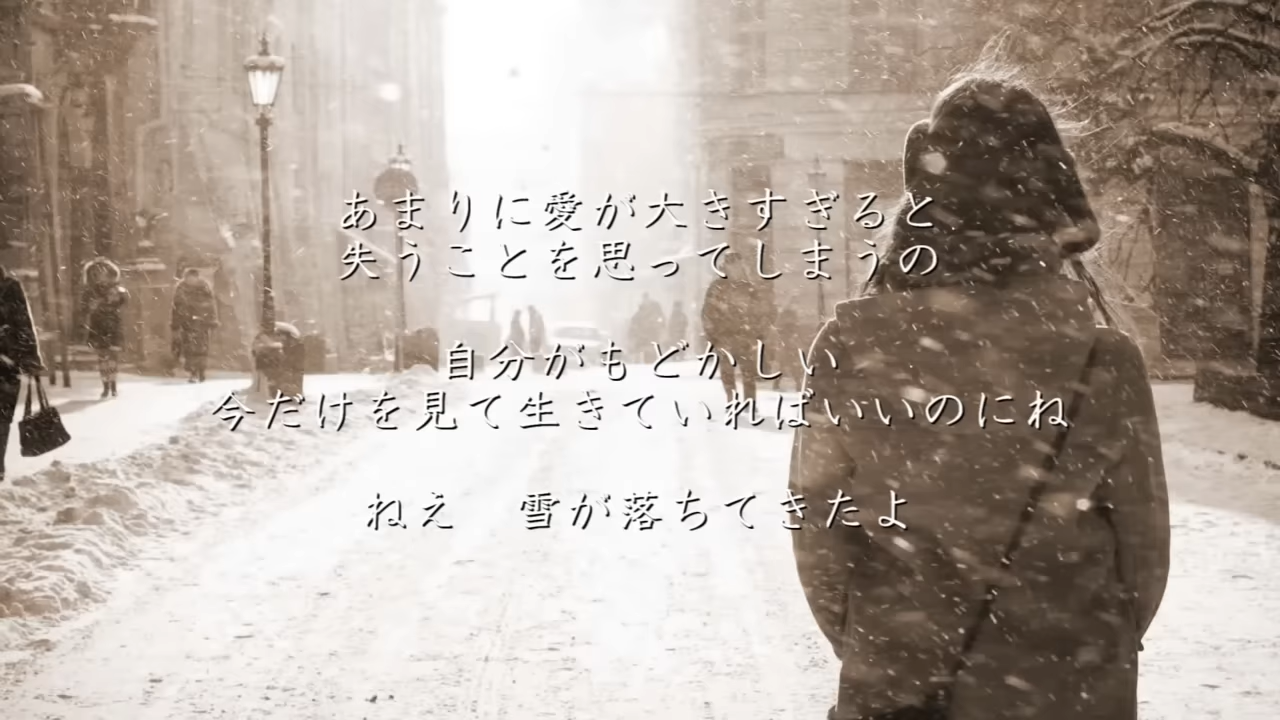 あまりに愛が大きすぎると
失うことを思ってしまうの
自分がもどかしい
今だけを見て生きていればいいのにね
ねえ　雪が落ちてきたよ